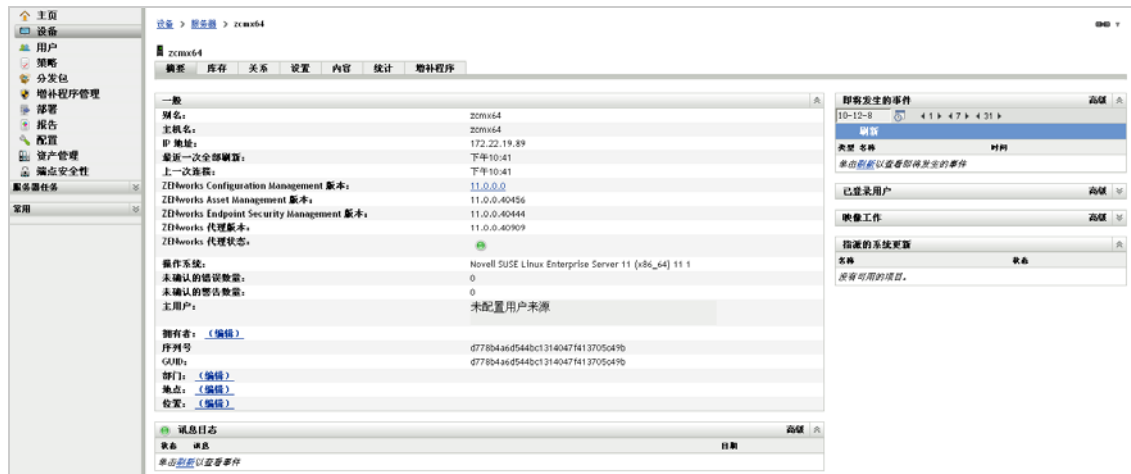 主页
设备
用户
策略
分发包
增补程序管理
部署
报告
配置
资产管理
端点安全性
服务器任务
常用
设备 > 服务器 > zcmx64
zcmx64
摘要 库存 关系 设置 内容 统计 增补程序
一般
别名： zcmx64
主机名： zcmx64
IP 地址： 172.22.19.89
最近一次全部刷新： 下午10:41
上一次连接： 下午10:41
ZENworks Configuration Management 版本： 11.0.0.0
ZENworks Asset Management 版本： 11.0.0.40456
ZENworks Endpoint Security Management 版本： 11.0.0.40444
ZENworks 代理版本： 11.0.0.40909
ZENworks 代理状态：
操作系统： Novell SUSE Linux Enterprise Server 11 (x86_64) 11 1
未确认的错误数量： 0
未确认的警告数量： 0
主用户： 未配置用户来源
拥有者： （编辑）
序列号 d778b4a6d544bc1314047f413705c49b
GUID： d778b4a6d544bc1314047f413705c49b
部门： （编辑）
地点： （编辑）
位置： （编辑）
讯息日志 高级
状态 讯息 日期
单击刷新以查看事件
即将发生的事件 高级
10-12-8 1 7 31
刷新
类型 名称 时间
单击刷新以查看即将发生的事件
已登录用户 高级
映像工作 高级
指派的系统更新
名称 状态
没有可用的项目。